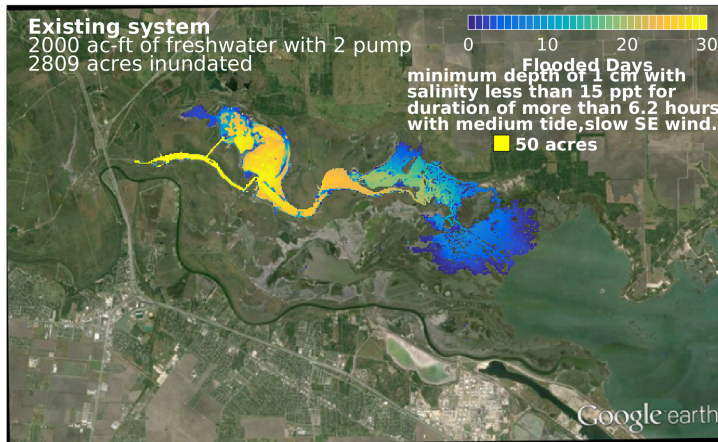 Existing system
2000 ac-ft of freshwater with 2 pump
2809 acres inundated
0 10 20 30
Flooded Days
minimum depth of 1 cm with
salinity less than 15 ppt for
duration of more than 6.2 hours
with medium tide,slow SE wind.
50 acres
Google earth